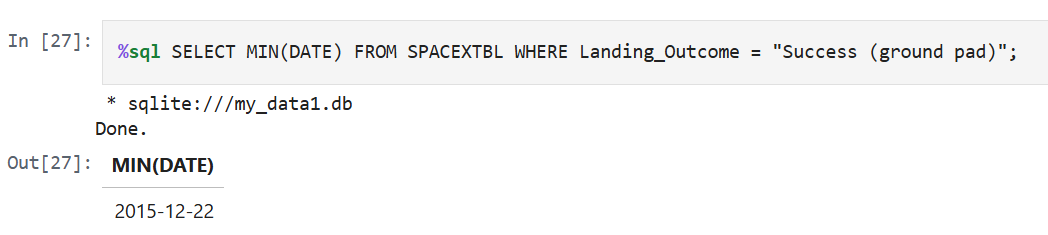 In [27]: %sql SELECT MIN(DATE) FROM SPACEXTBL WHERE Landing_Outcome = "Success (ground pad)";
* sqlite:///my_data1.db
Done.
Out[27]: MIN(DATE)
2015-12-22